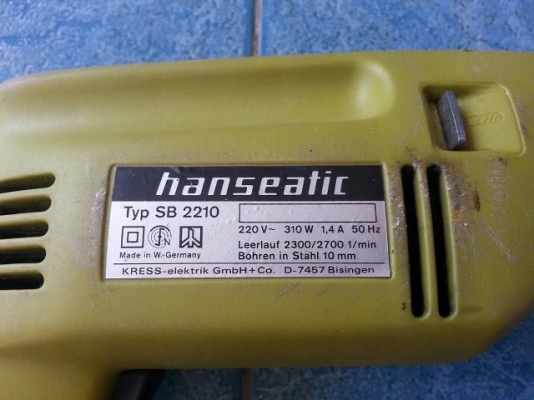 hanseatic
Typ SB 2210
220 V~ 310 W 1,4 A 50 Hz
Leerlauf 2300/2700 1/min
Made in W.-Germany
Bohren in Stahl 10 mm
KRESS-elektrik GmbH + Co. D-7457 Bisingen